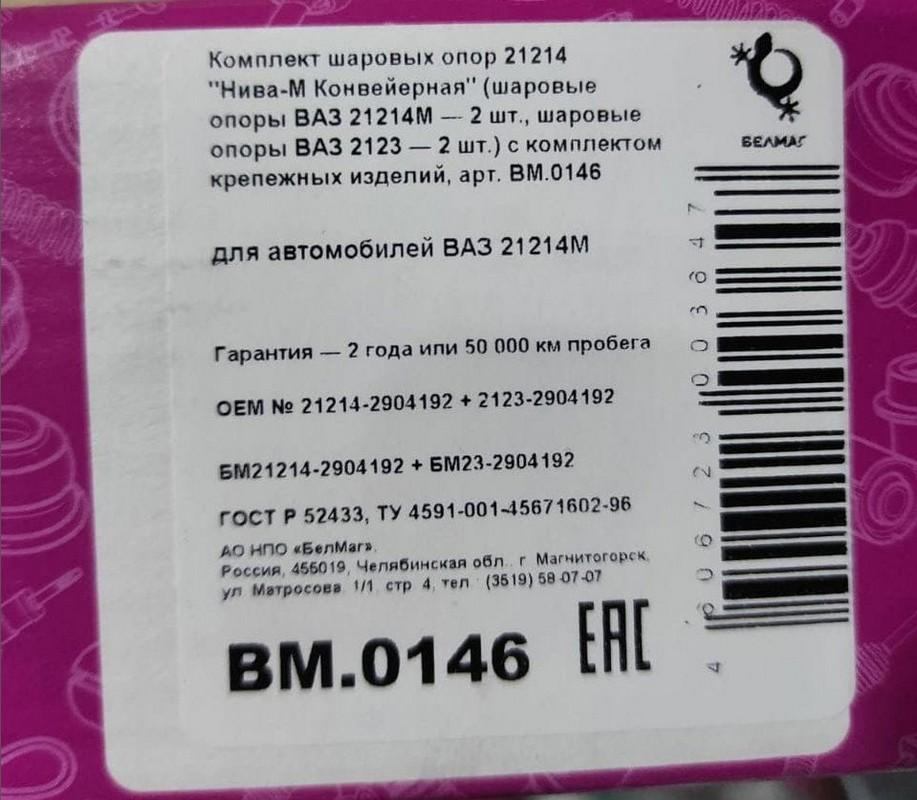 Комплект шаровых опор 21214
"Нива-М Конвейерная" (шаровые
опоры ВАЗ 21214М — 2 шт., шаровые
опоры ВАЗ 2123 — 2 шт.) с комплектом
крепежных изделий, арт. BM.0146
БЕЛМАГ
для автомобилей ВАЗ 21214М
Гарантия — 2 года или 50 000 км пробега
OEM № 21214-2904192 + 2123-2904192
БМ21214-2904192 + БМ23-2904192
ГОСТ Р 52433, ТУ 4591-001-45671602-96
АО НПО «БелМаг».
Россия, 455019, Челябинская обл. г Магнитогорск,
ул Матросова 1/1 стр 4, тел (3519) 58-07-07
BM.0146
EAC
4 606723 003647